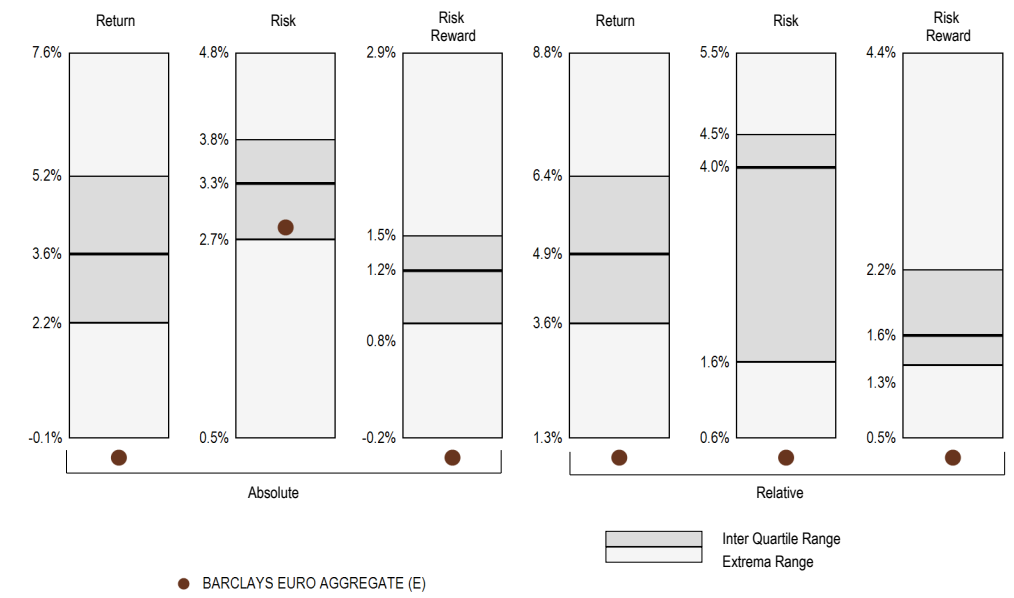 Return
Risk
Risk
Reward
Return
Risk
Risk
Reward
7.6%
5.2%
3.6%
2.2%
-0.1%
4.8%
3.8%
3.3%
2.7%
0.5%
2.9%
1.5%
1.2%
0.8%
-0.2%
8.8%
6.4%
4.9%
3.6%
1.3%
5.5%
4.5%
4.0%
1.6%
0.6%
4.4%
2.2%
1.6%
1.3%
0.5%
Absolute
Relative
Inter Quartile Range
Extrema Range
BARCLAYS EURO AGGREGATE (E)